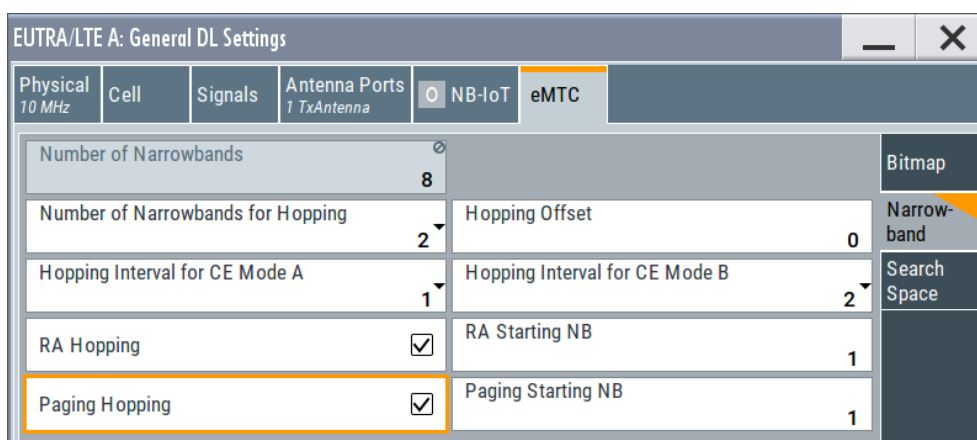 EUTRA/LTE A: General DL Settings
Physical
10 MHz
Cell
Signals
Antenna Ports
1 TxAntenna
O NB-IoT
eMTC
Number of Narrowbands
8
Number of Narrowbands for Hopping
2
Hopping Offset
0
Hopping Interval for CE Mode A
1
Hopping Interval for CE Mode B
2
RA Hopping
RA Starting NB
1
Paging Hopping
Paging Starting NB
1
Bitmap
Narrow-
band
Search
Space